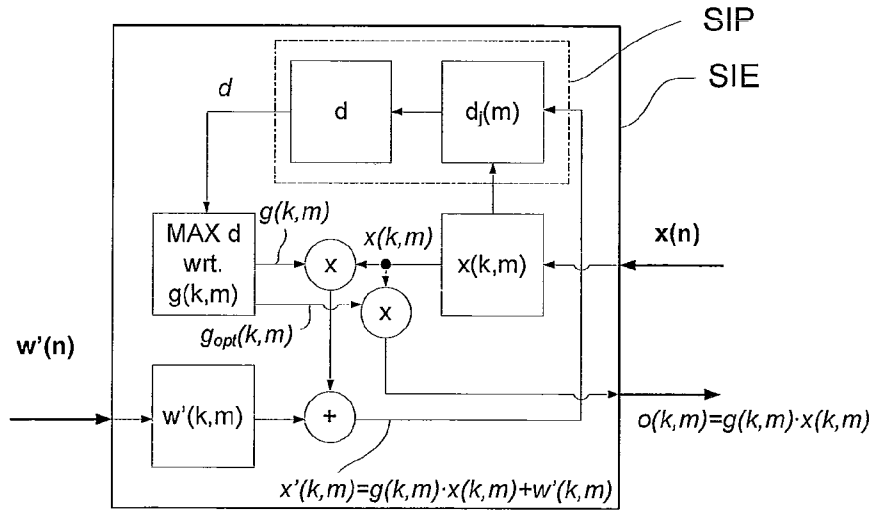 SIP
SIE
d
d
dj(m)
MAX d
wrt.
g(k,m)
g(k,m)
x
x(k,m)
x(k,m)
x(n)
x
gopt(k,m)
w'(n)
w'(k,m)
+
o(k,m)=g(k,m)·x(k,m)
x'(k,m)=g(k,m)·x(k,m)+w'(k,m)